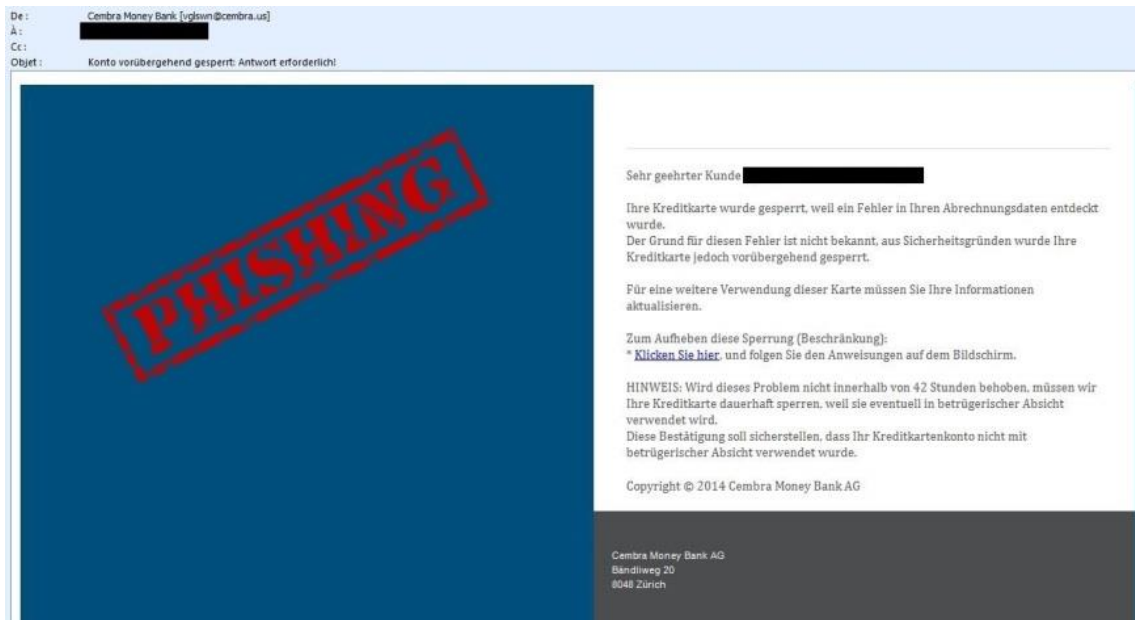 De : Cembra Money Bank [vglswn@cembra.us]
À :
Cc :
Objet : Konto vorübergehend gesperrt: Antwort erforderlich!
PHISHING
Sehr geehrter Kunde
Ihre Kreditkarte wurde gesperrt, weil ein Fehler in Ihren Abrechnungsdaten entdeckt
wurde.
Der Grund für diesen Fehler ist nicht bekannt, aus Sicherheitsgründen wurde Ihre
Kreditkarte jedoch vorübergehend gesperrt.
Für eine weitere Verwendung dieser Karte müssen Sie Ihre Informationen
aktualisieren.
Zum Aufheben diese Sperrung (Beschränkung):
* Klicken Sie hier, und folgen Sie den Anweisungen auf dem Bildschirm.
HINWEIS: Wird dieses Problem nicht innerhalb von 42 Stunden behoben, müssen wir
Ihre Kreditkarte dauerhaft sperren, weil sie eventuell in betrügerischer Absicht
verwendet wird.
Diese Bestätigung soll sicherstellen, dass Ihr Kreditkartenkonto nicht mit
betrügerischer Absicht verwendet wurde.
Copyright © 2014 Cembra Money Bank AG
Cembra Money Bank AG
Bändliweg 20
8048 Zürich